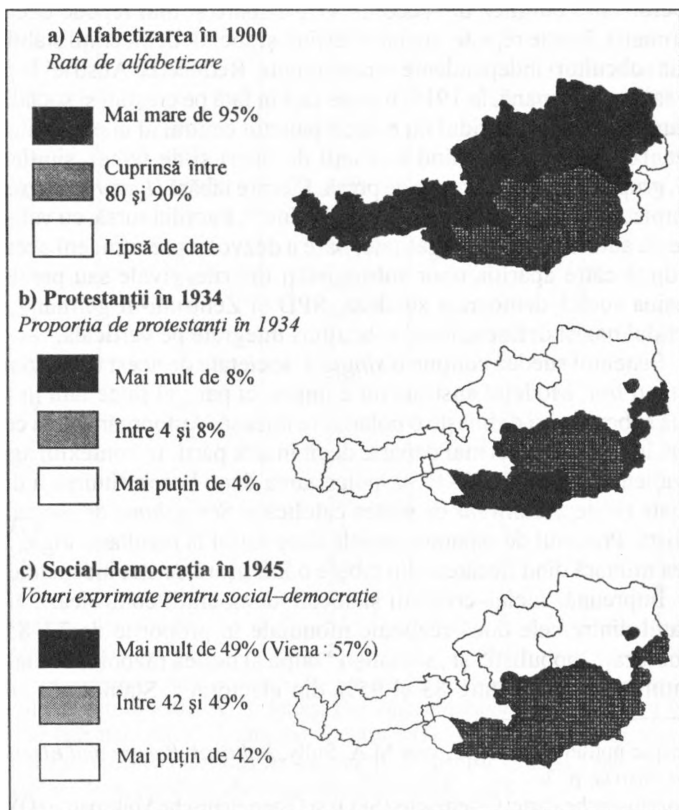 a) Alfabetizarea în 1900
Rata de alfabetizare
Mai mare de 95%
Cuprinsă între
80 și 90%
Lipsă de date
b) Protestanții în 1934
Proporția de protestanți în 1934
Mai mult de 8%
Între 4 și 8%
Mai puțin de 4%
c) Social–democrația în 1945
Voturi exprimate pentru social–democrație
Mai mult de 49% (Viena : 57%)
Între 42 și 49%
Mai puțin de 42%